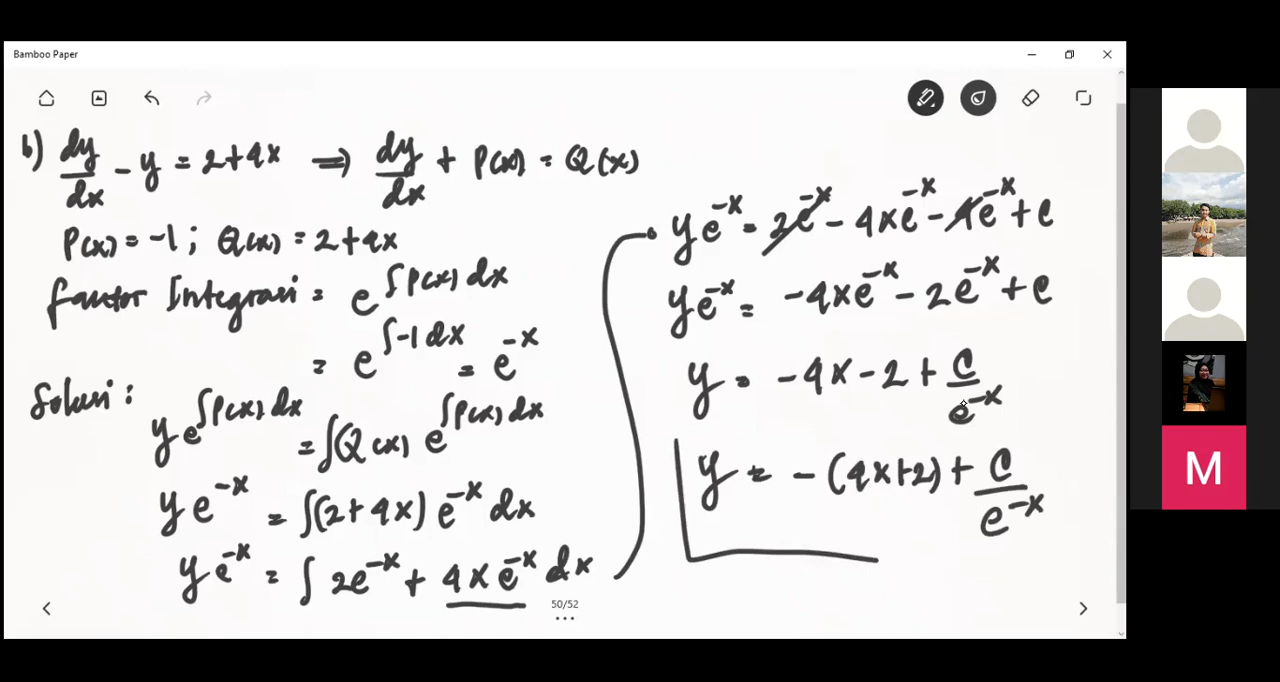 Bamboo Paper
b) dy/dx - y = 2+4x ⟹ dy/dx + P(x) = Q(x)
P(x) = -1 ; Q(x) = 2+4x
faktor Integrasi = e^∫P(x) dx
= e^∫-1 dx = e^-x
Solusi :
y e^∫P(x) dx = ∫Q(x) e^∫P(x) dx
y e^-x = ∫(2+4x) e^-x dx
y e^-x = ∫ 2e^-x + 4x e^-x dx
y e^-x = 2e^-x - 4x e^-x - 4e^-x + c
y e^-x = -4x e^-x - 2e^-x + c
y = -4x - 2 + c/e^-x
y = -(4x+2) + c/e^-x
50/52
M